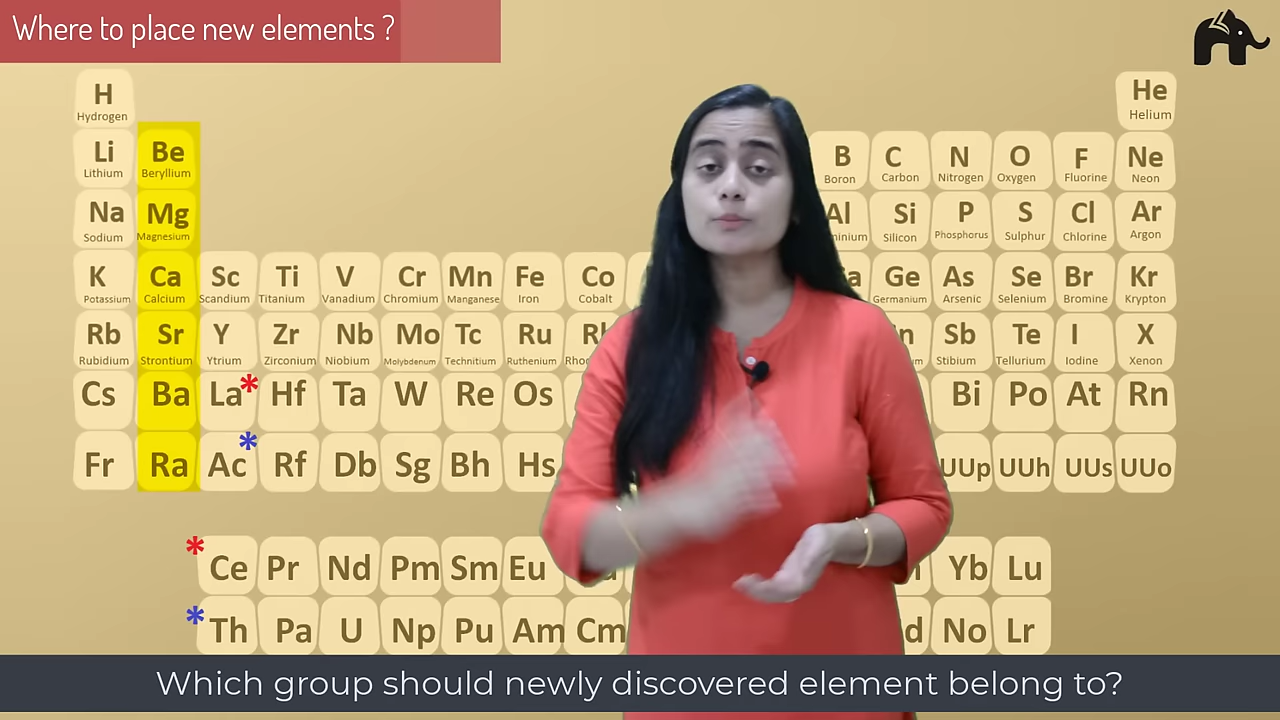 Where to place new elements ?
H He
Hydrogen Helium
Li Be B C N O F Ne
Lithium Beryllium Boron Carbon Nitrogen Oxygen Fluorine Neon
Na Mg Al Si P S Cl Ar
Sodium Magnesium Silicon Phosphorus Sulphur Chlorine Argon
K Ca Sc Ti V Cr Mn Fe Co Ge As Se Br Kr
Potassium Calcium Scandium Titanium Vanadium Chromium Manganese Iron Cobalt Germanium Arsenic Selenium Bromine Krypton
Rb Sr Y Zr Nb Mo Tc Ru Sb Te I X
Rubidium Strontium Ytrium Zirconium Niobium Molybdenum Technitium Ruthenium Stibium Tellurium Iodine Xenon
Cs Ba La* Hf Ta W Re Os Bi Po At Rn
Fr Ra Ac* Rf Db Sg Bh Hs UUp UUh UUs UUo
* Ce Pr Nd Pm Sm Eu Yb Lu
* Th Pa U Np Pu Am Cm No Lr
Which group should newly discovered element belong to?